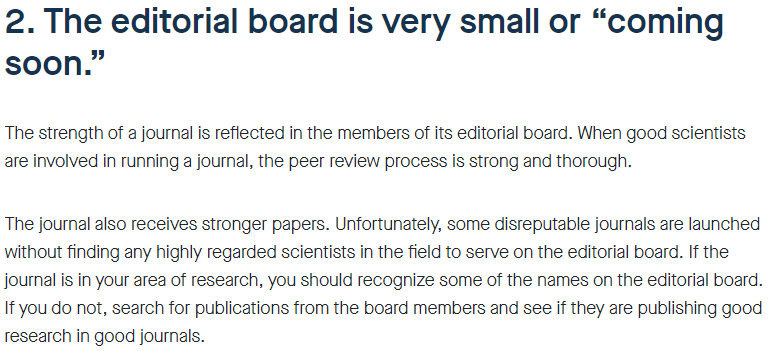 2. The editorial board is very small or “coming
soon.”
The strength of a journal is reflected in the members of its editorial board. When good scientists
are involved in running a journal, the peer review process is strong and thorough.
The journal also receives stronger papers. Unfortunately, some disreputable journals are launched
without finding any highly regarded scientists in the field to serve on the editorial board. If the
journal is in your area of research, you should recognize some of the names on the editorial board.
If you do not, search for publications from the board members and see if they are publishing good
research in good journals.